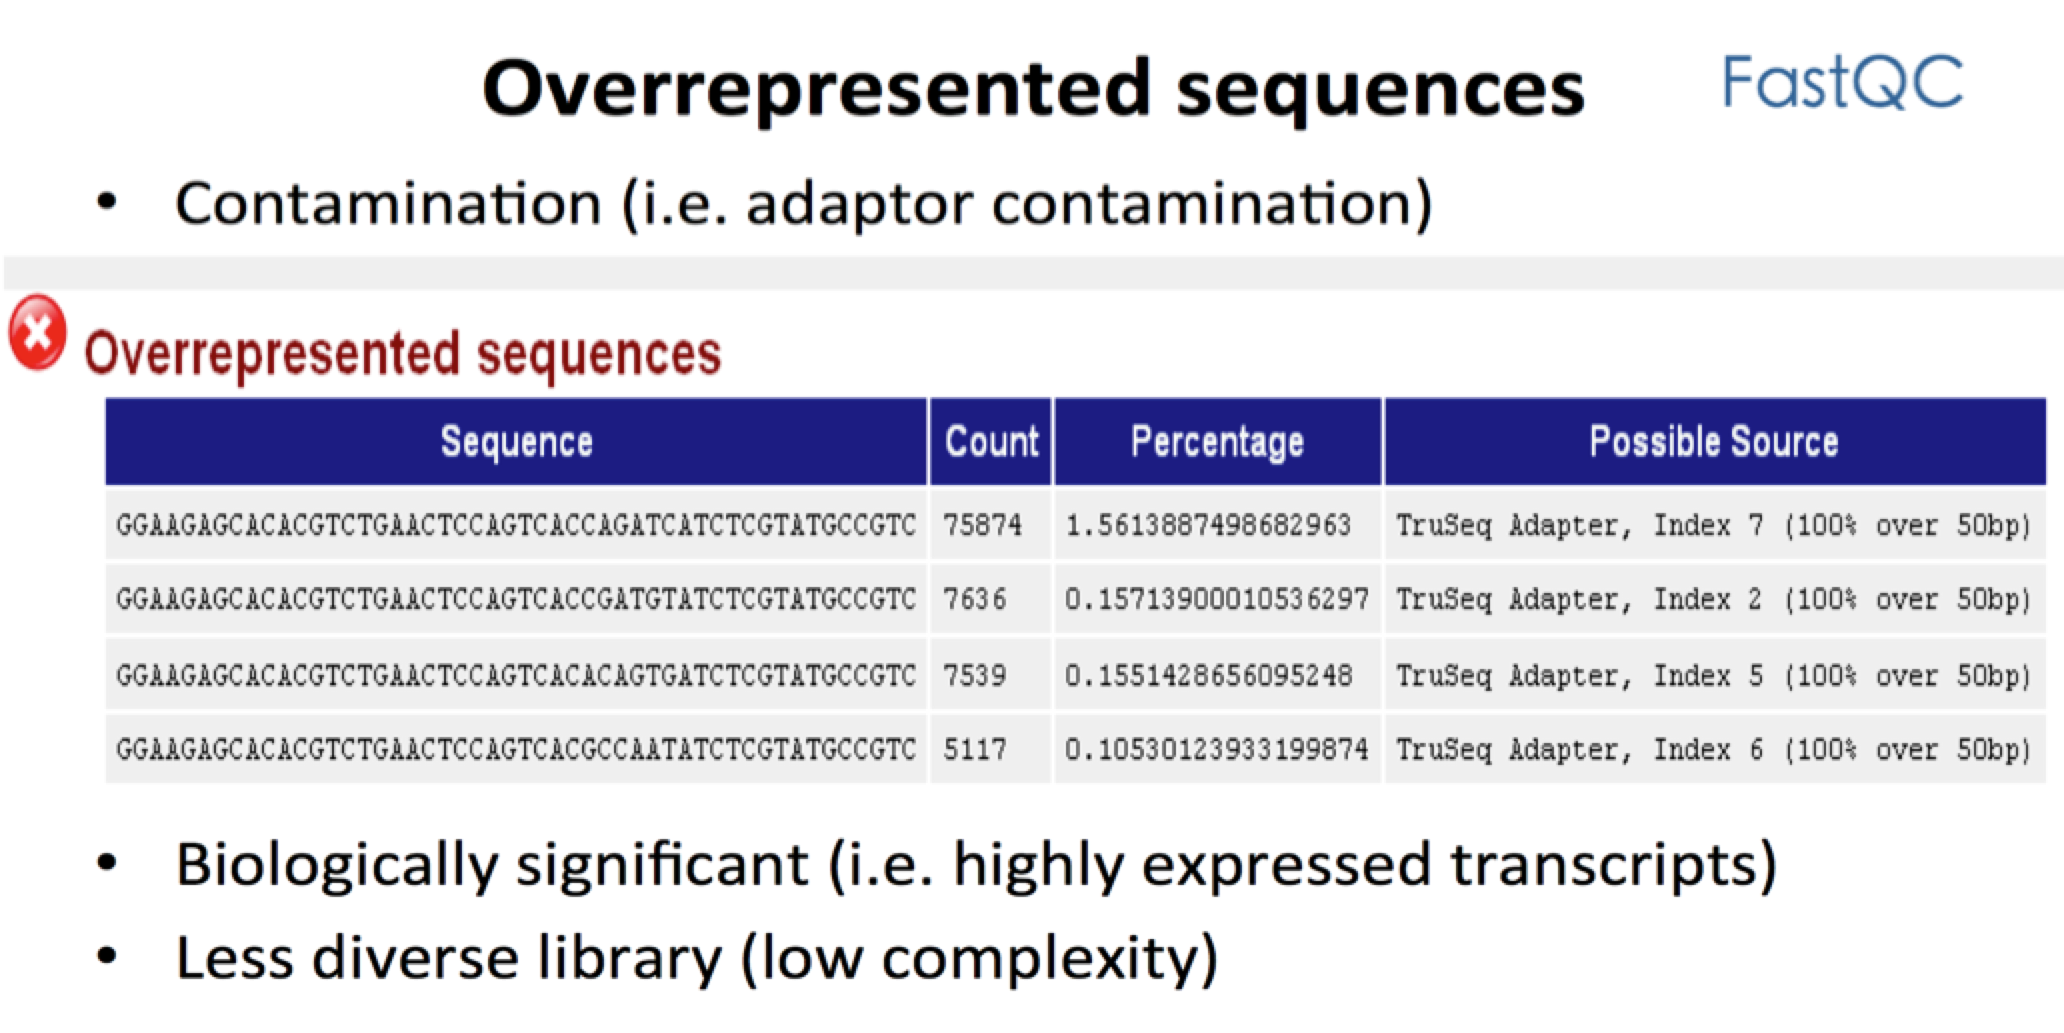 Overrepresented sequences FastQC
• Contamination (i.e. adaptor contamination)
Overrepresented sequences
Sequence Count Percentage Possible Source
GGAAGAGCACACGTCTGAACTCCAGTCACCAGATCATCTCGTATGCCGTC 75874 1.5613887498682963 TruSeq Adapter, Index 7 (100% over 50bp)
GGAAGAGCACACGTCTGAACTCCAGTCACCGATGTATCTCGTATGCCGTC 7636 0.15713900010536297 TruSeq Adapter, Index 2 (100% over 50bp)
GGAAGAGCACACGTCTGAACTCCAGTCACACAGTGATCTCGTATGCCGTC 7539 0.1551428656095248 TruSeq Adapter, Index 5 (100% over 50bp)
GGAAGAGCACACGTCTGAACTCCAGTCACGCCAATATCTCGTATGCCGTC 5117 0.10530123933199874 TruSeq Adapter, Index 6 (100% over 50bp)
• Biologically significant (i.e. highly expressed transcripts)
• Less diverse library (low complexity)